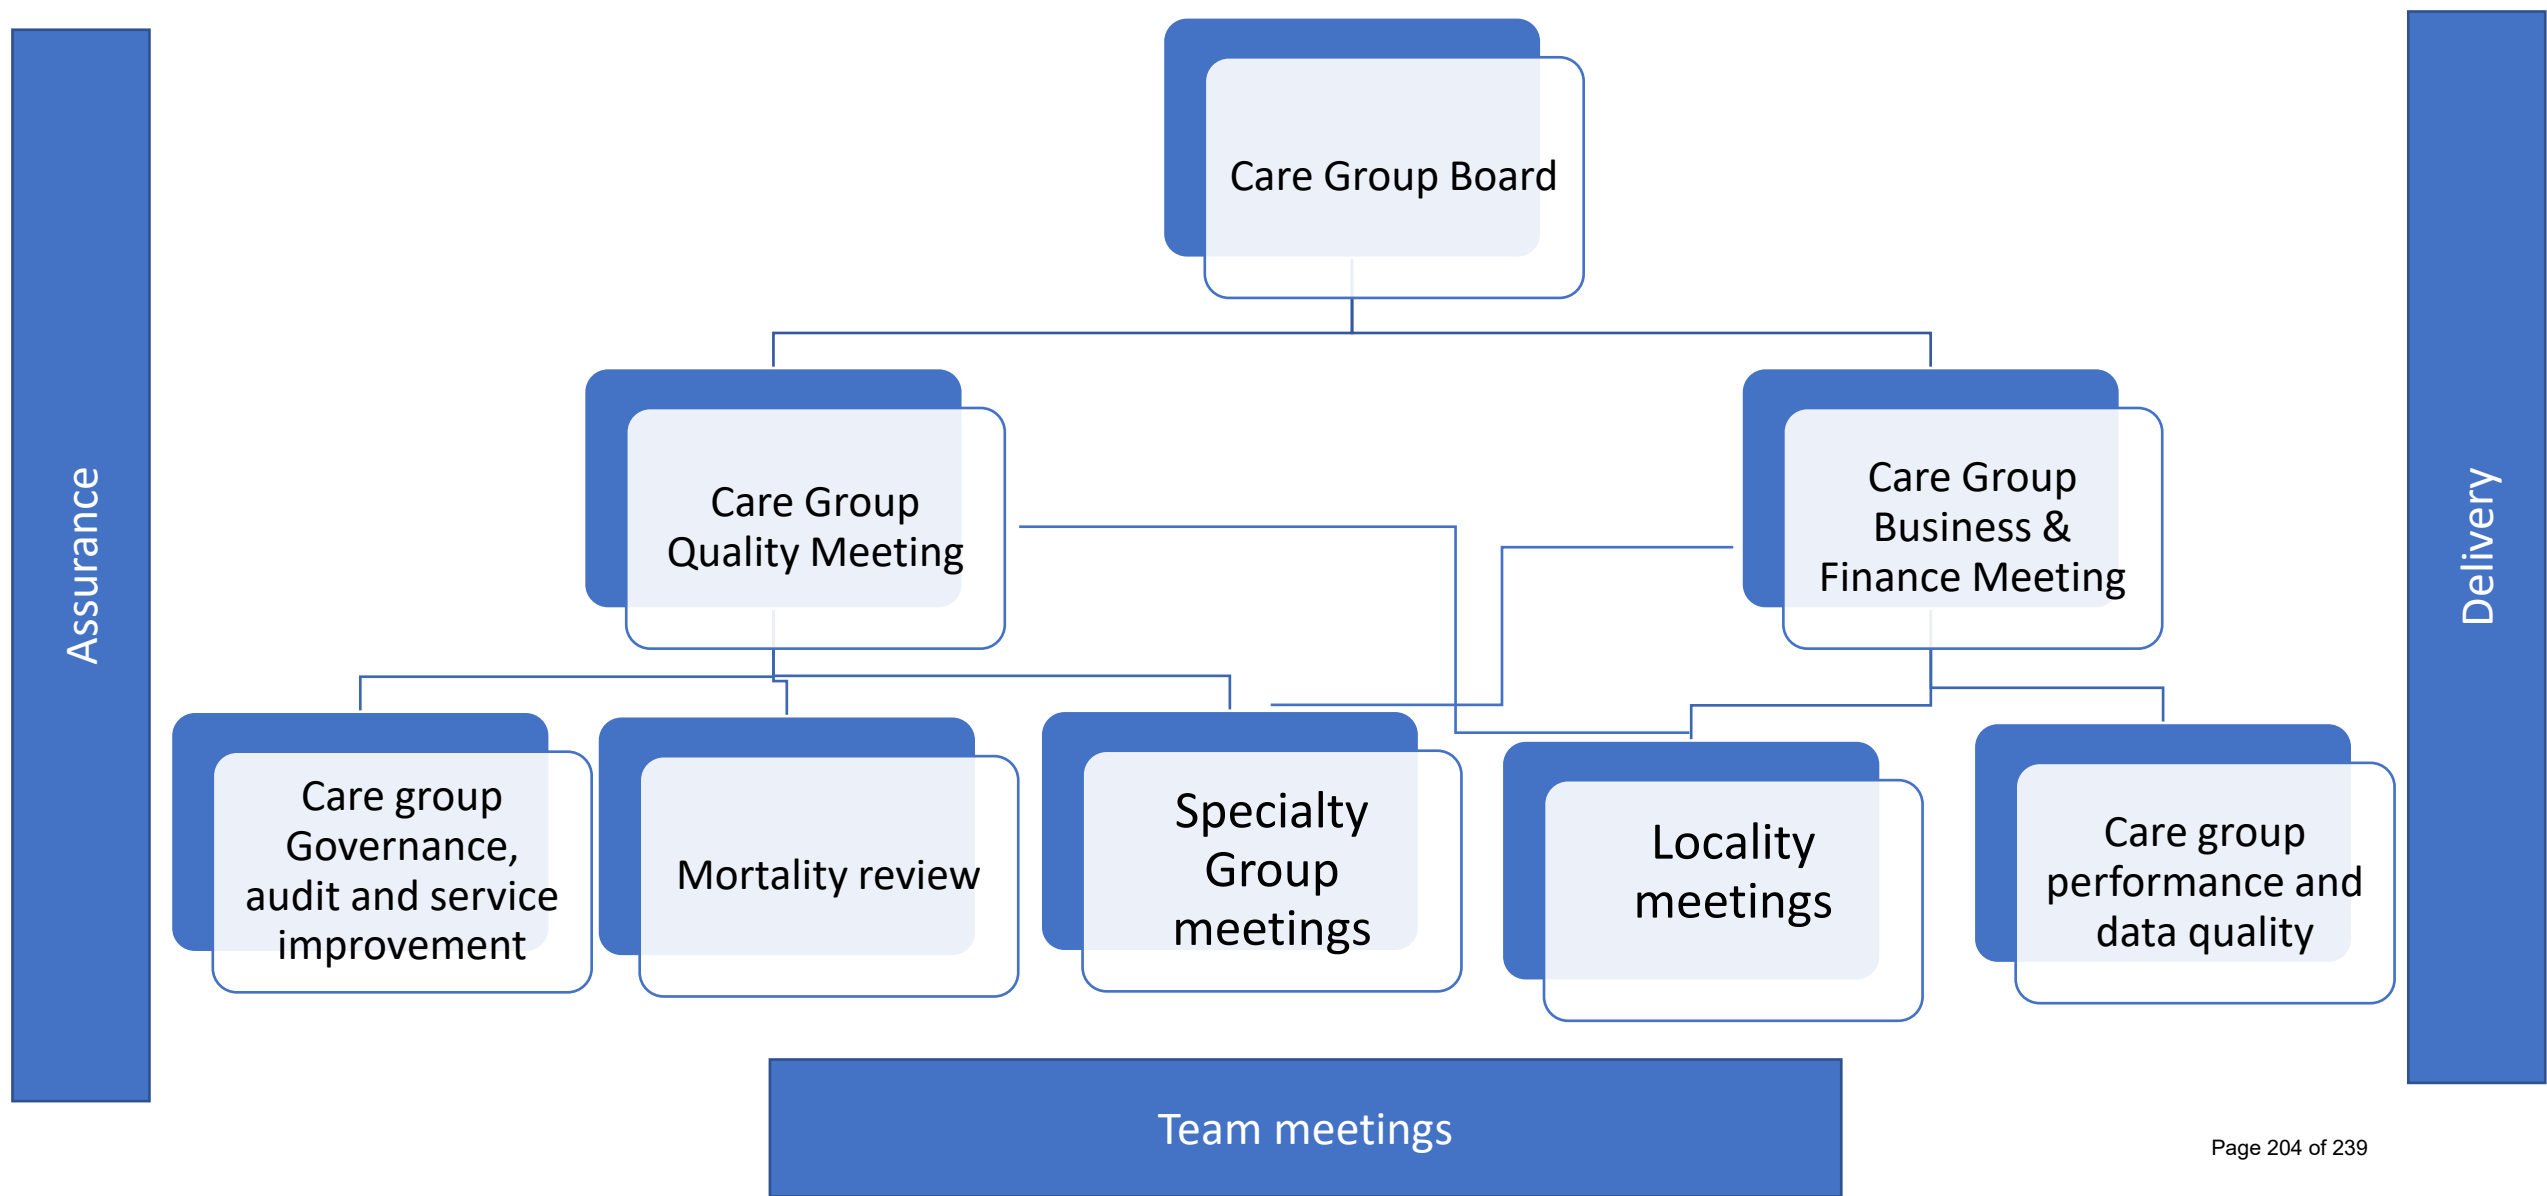 Care Group Board
Assurance
Delivery
Care Group
Quality Meeting
Care Group
Business &
Finance Meeting
Care group
Governance,
audit and service
improvement
Mortality review
Specialty
Group
meetings
Locality
meetings
Care group
performance and
data quality
Team meetings
Page 204 of 239